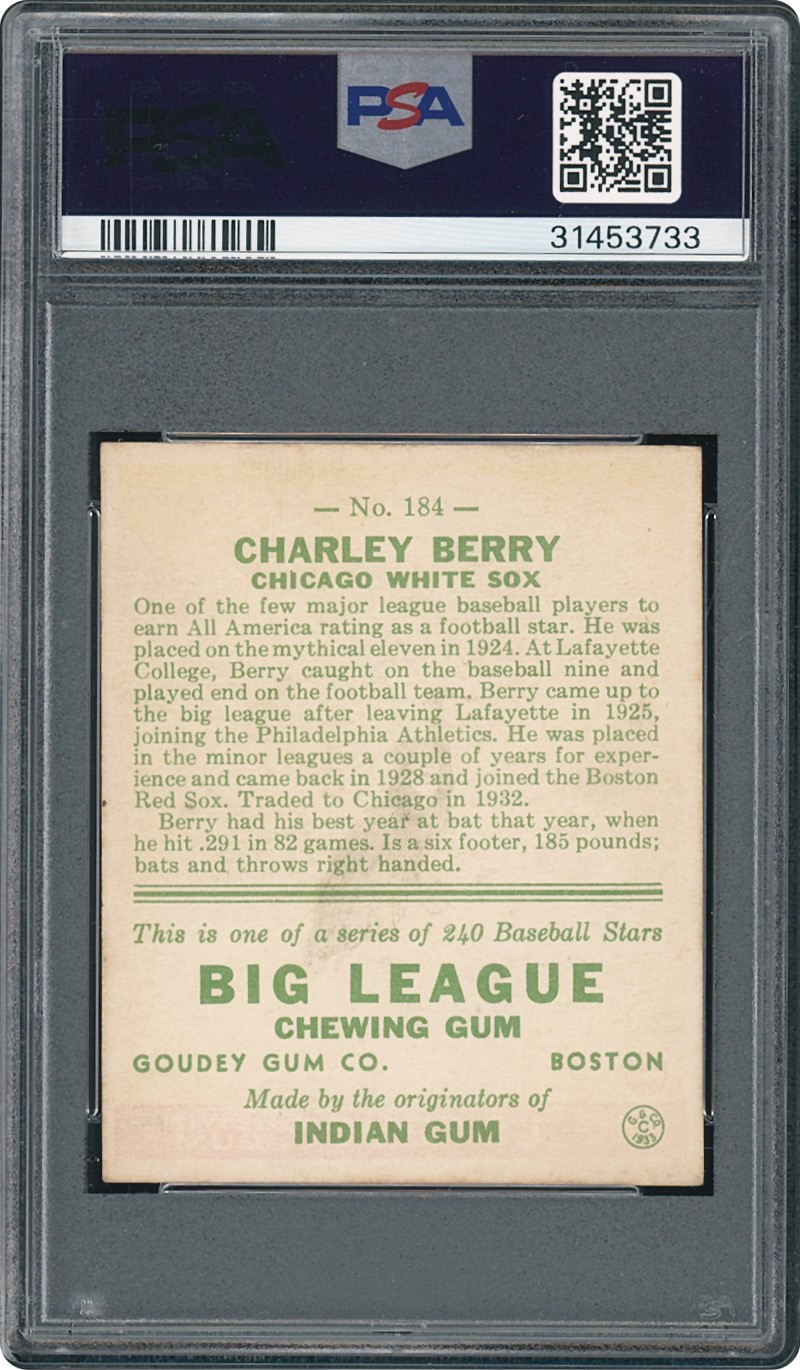 PSA
31453733
— No. 184 —
CHARLEY BERRY
CHICAGO WHITE SOX
One of the few major league baseball players to
earn All America rating as a football star. He was
placed on the mythical eleven in 1924. At Lafayette
College, Berry caught on the baseball nine and
played end on the football team. Berry came up to
the big league after leaving Lafayette in 1925,
joining the Philadelphia Athletics. He was placed
in the minor leagues a couple of years for exper-
ience and came back in 1928 and joined the Boston
Red Sox. Traded to Chicago in 1932.
Berry had his best year at bat that year, when
he hit .291 in 82 games. Is a six footer, 185 pounds;
bats and throws right handed.
This is one of a series of 240 Baseball Stars
BIG LEAGUE
CHEWING GUM
GOUDEY GUM CO. BOSTON
Made by the originators of
INDIAN GUM
G G CO
C
1933